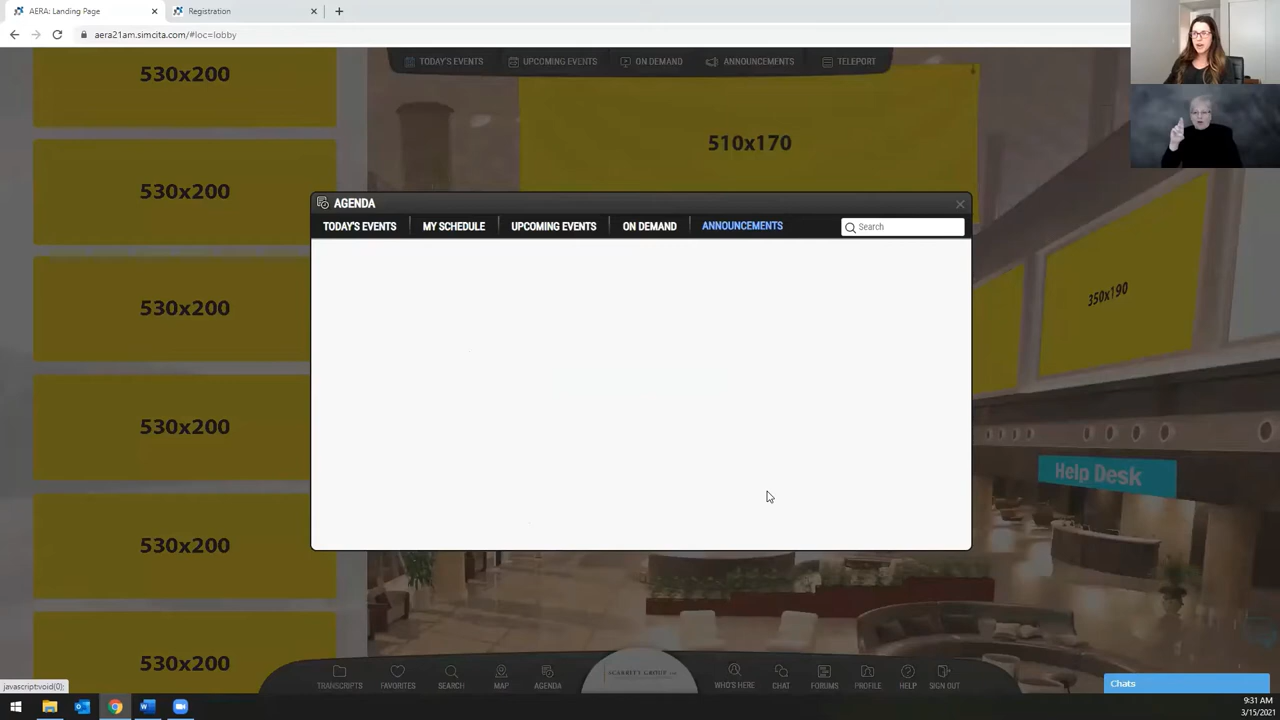 AERA: Landing Page
Registration
aera21am.simcita.com/#loc=lobby
TODAY'S EVENTS
UPCOMING EVENTS
ON DEMAND
ANNOUNCEMENTS
TELEPORT
530x200
510x170
530x200
AGENDA
TODAY'S EVENTS
MY SCHEDULE
UPCOMING EVENTS
ON DEMAND
ANNOUNCEMENTS
Search
530x200
350x190
530x200
Help Desk
530x200
530x200
TRANSCRIPTS
FAVORITES
SEARCH
MAP
AGENDA
WHO'S HERE
CHAT
FORUMS
PROFILE
HELP
SIGN OUT
javascript:void(0);
Chats
9:31 AM
3/15/2021